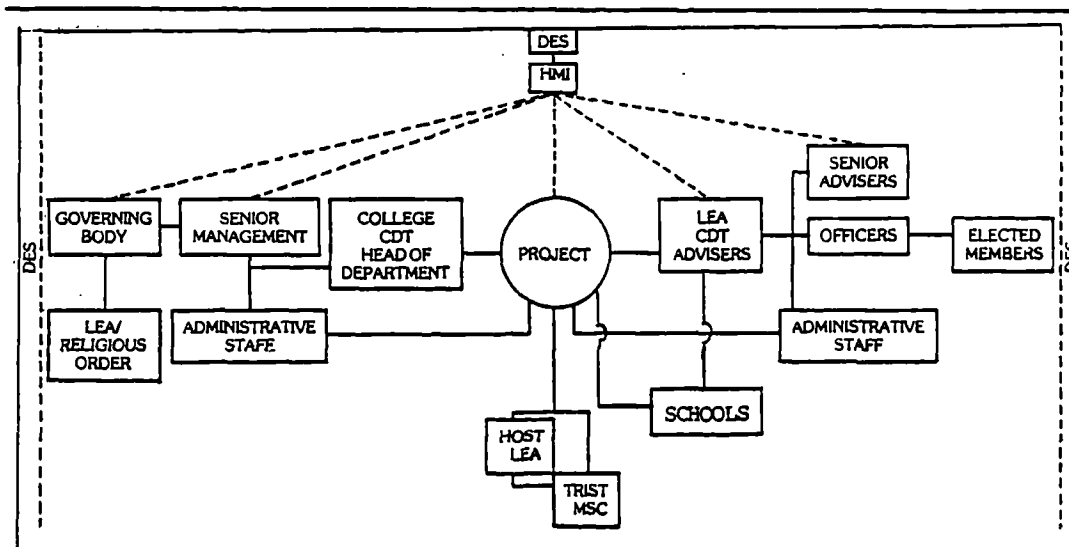 DES
HMI
SENIOR
ADVISERS
GOVERNING
BODY
SENIOR
MANAGEMENT
COLLEGE
CDT
HEAD OF
DEPARTMENT
PROJECT
LEA
CDT
ADVISERS
OFFICERS
ELECTED
MEMBERS
DES
DES
LEA/
RELIGIOUS
ORDER
ADMINISTRATIVE
STAFF
ADMINISTRATIVE
STAFF
SCHOOLS
HOST
LEA
TRIST
MSC